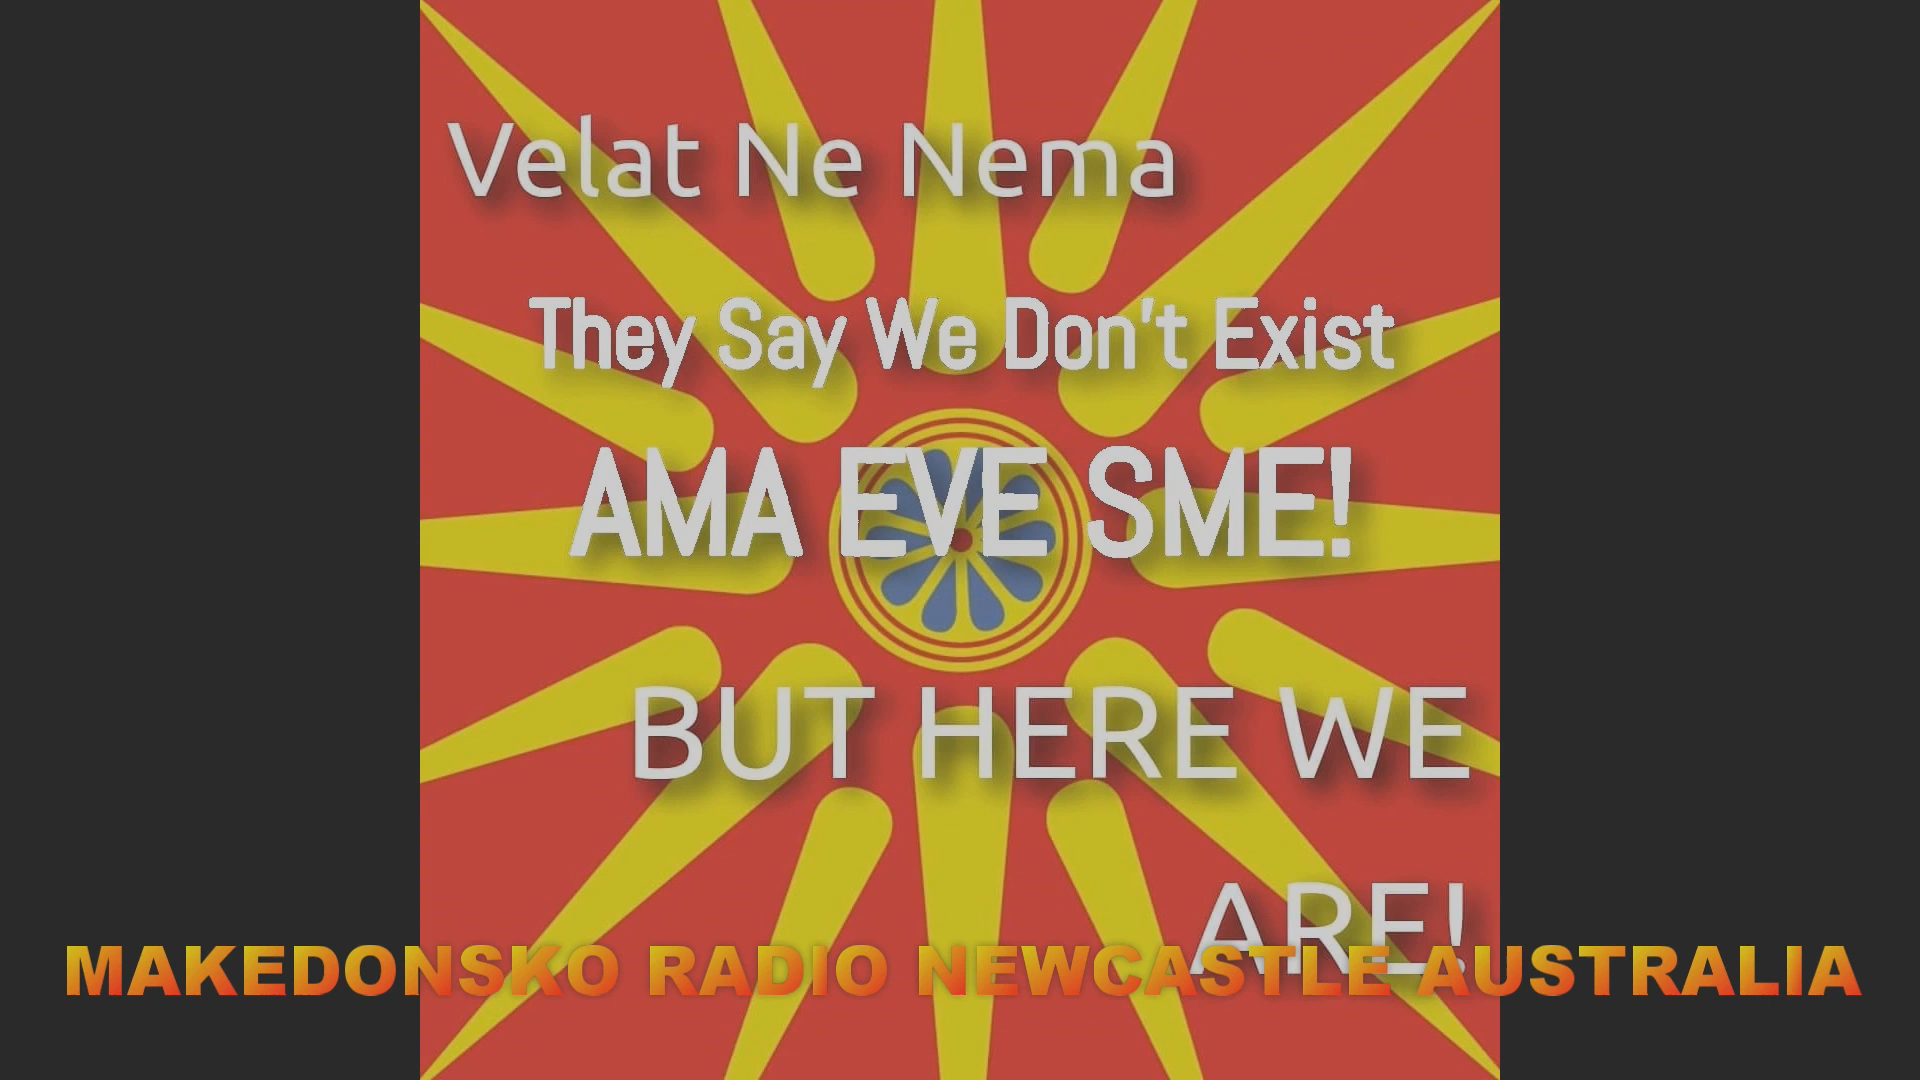 Velat Ne Nema
They Say We Don't Exist
AMA EVE SME!
BUT HERE WE
ARE!
MAKEDONSKO RADIO NEWCASTLE AUSTRALIA